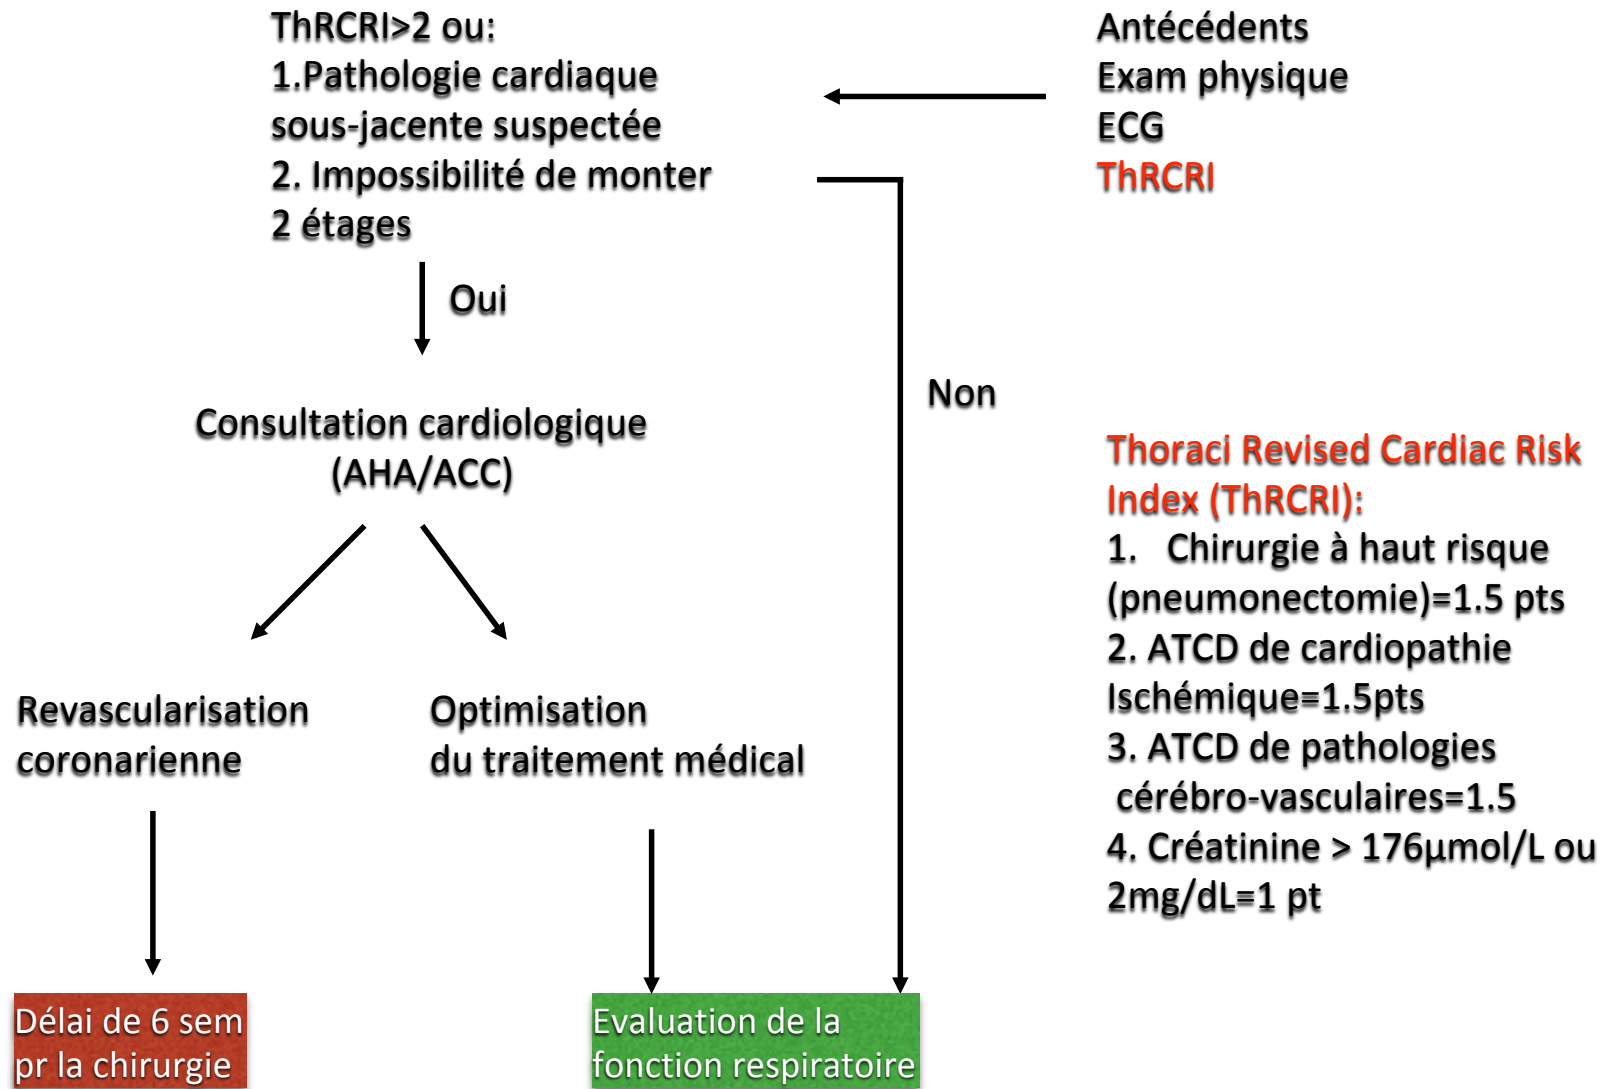 ThRCRI>2 ou:
1.Pathologie cardiaque
sous-jacente suspectée
2. Impossibilité de monter
2 étages
Antécédents
Exam physique
ECG
ThRCRI
Oui
Non
Consultation cardiologique
(AHA/ACC)
Revascularisation
coronarienne
Optimisation
du traitement médical
Délai de 6 sem
pr la chirurgie
Evaluation de la
fonction respiratoire
Thoraci Revised Cardiac Risk
Index (ThRCRI):
1. Chirurgie à haut risque
(pneumonectomie)=1.5 pts
2. ATCD de cardiopathie
Ischémique=1.5pts
3. ATCD de pathologies
cérébro-vasculaires=1.5
4. Créatinine > 176µmol/L ou
2mg/dL=1 pt